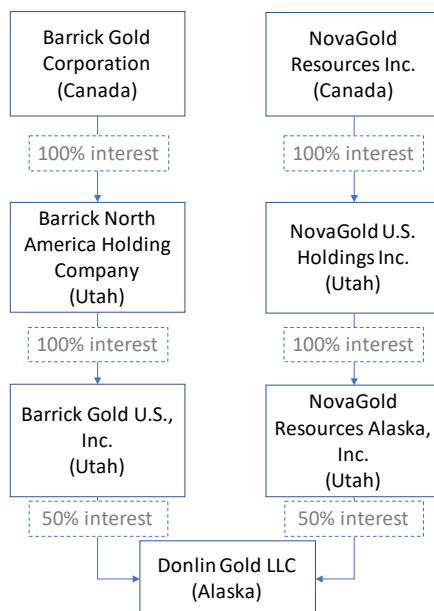 Barrick Gold
Corporation
(Canada)
NovaGold
Resources Inc.
(Canada)
100% interest
100% interest
Barrick North
America Holding
Company
(Utah)
NovaGold U.S.
Holdings Inc.
(Utah)
100% interest
100% interest
Barrick Gold U.S.,
Inc.
(Utah)
NovaGold
Resources Alaska,
Inc.
(Utah)
50% interest
50% interest
Donlin Gold LLC
(Alaska)